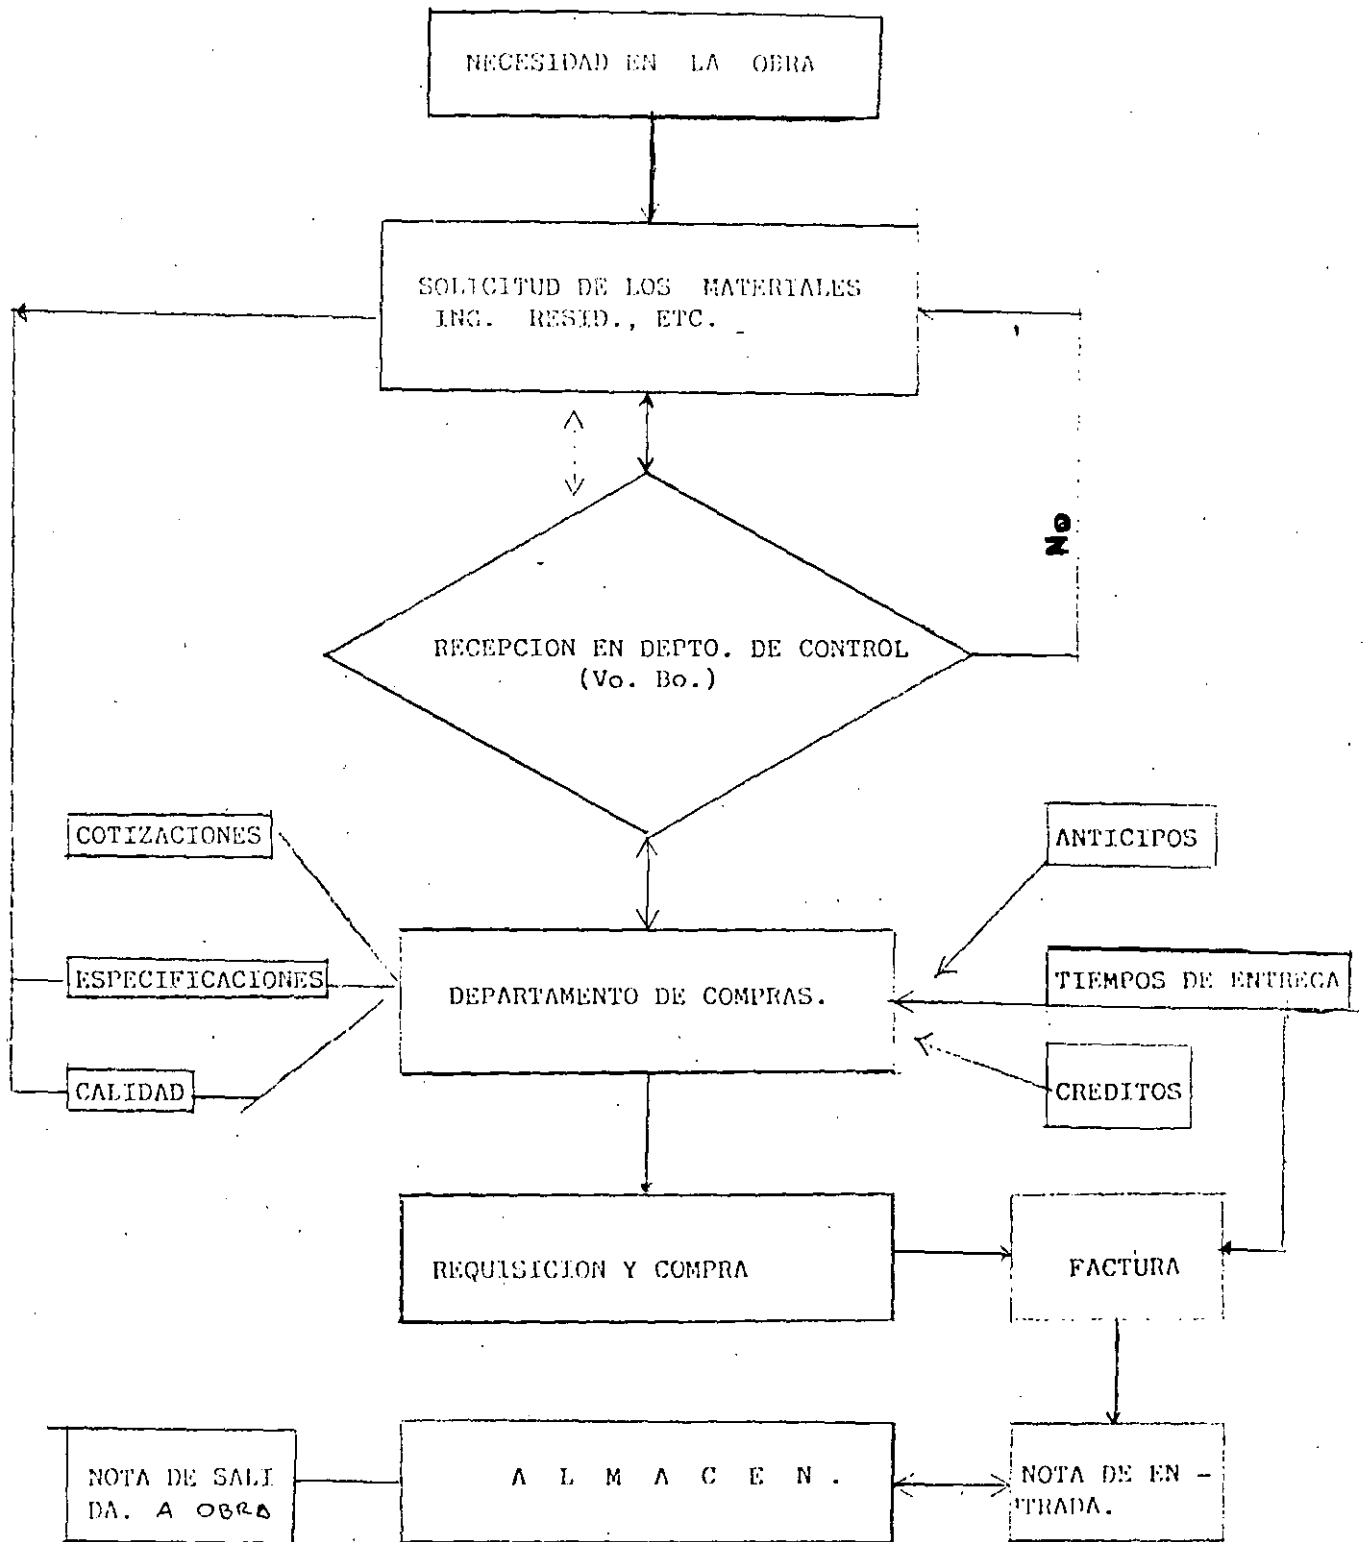 NECESIDAD EN LA OBRA
SOLICITUD DE LOS MATERIALES
ING. RESID., ETC.
No
RECEPCION EN DEPTO. DE CONTROL
(Vo. Bo.)
COTIZACIONES
ANTICIPOS
ESPECIFICACIONES
DEPARTAMENTO DE COMPRAS.
TIEMPOS DE ENTREGA
CALIDAD
CREDITOS
REQUISICION Y COMPRA
FACTURA
NOTA DE SALI
DA. A OBRA
A L M A C E N .
NOTA DE EN -
TRADA.